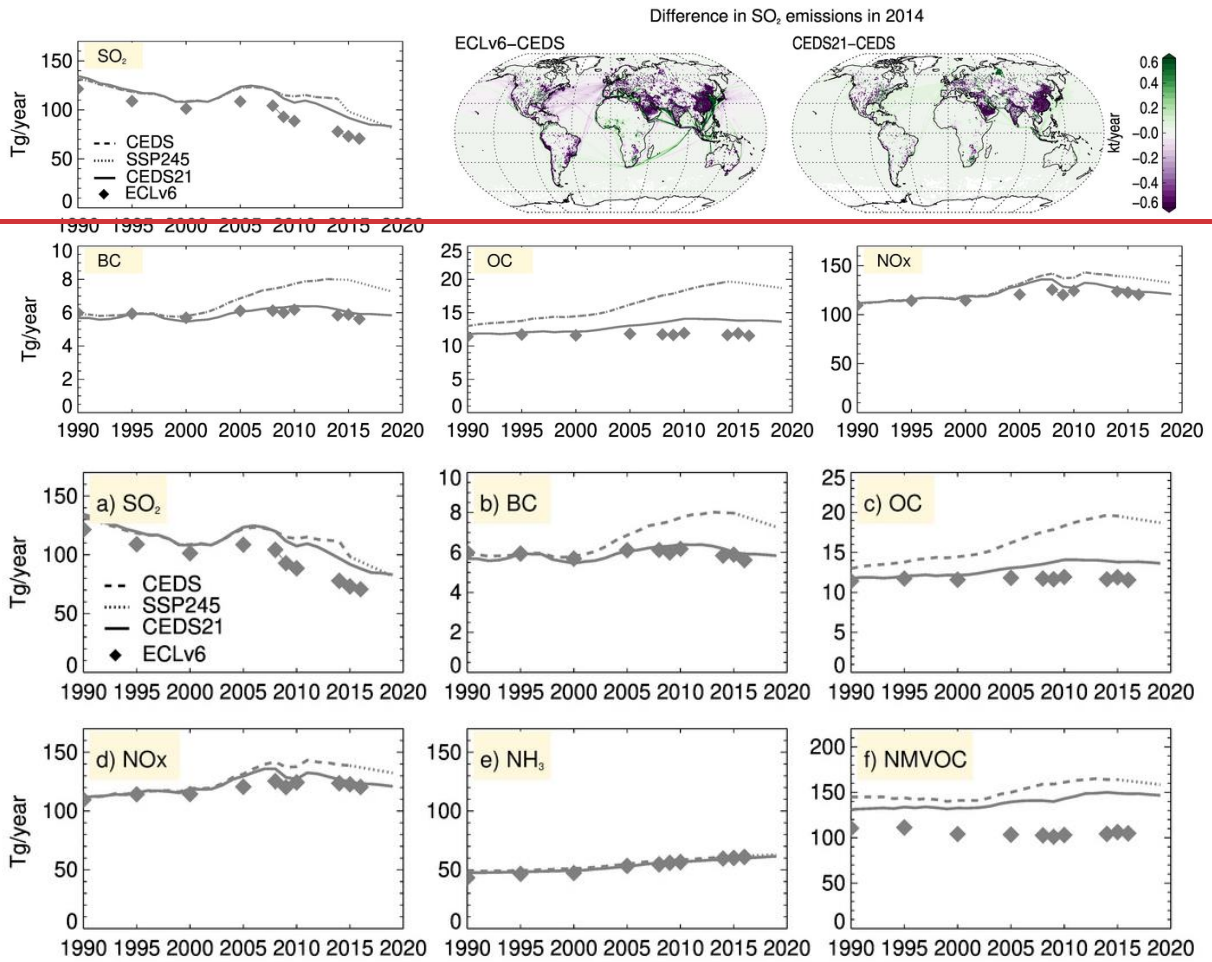 Difference in SO₂ emissions in 2014
SO₂
ECLv6−CEDS
CEDS21−CEDS
150
100
50
0
Tg/year
CEDS
SSP245
CEDS21
ECLv6
0.6
0.4
0.2
−0.0
−0.2
−0.4
−0.6
kt/year
1990 1995 2000 2005 2010 2015 2020
BC
10
8
6
4
2
0
Tg/year
1990 1995 2000 2005 2010 2015 2020
OC
25
20
15
10
5
0
1990 1995 2000 2005 2010 2015 2020
NOx
150
100
50
0
1990 1995 2000 2005 2010 2015 2020
a) SO₂
150
100
50
0
Tg/year
CEDS
SSP245
CEDS21
ECLv6
1990 1995 2000 2005 2010 2015 2020
b) BC
10
8
6
4
2
0
1990 1995 2000 2005 2010 2015 2020
c) OC
25
20
15
10
5
0
1990 1995 2000 2005 2010 2015 2020
d) NOx
150
100
50
0
Tg/year
1990 1995 2000 2005 2010 2015 2020
e) NH₃
150
100
50
0
1990 1995 2000 2005 2010 2015 2020
f) NMVOC
200
150
100
50
0
1990 1995 2000 2005 2010 2015 2020